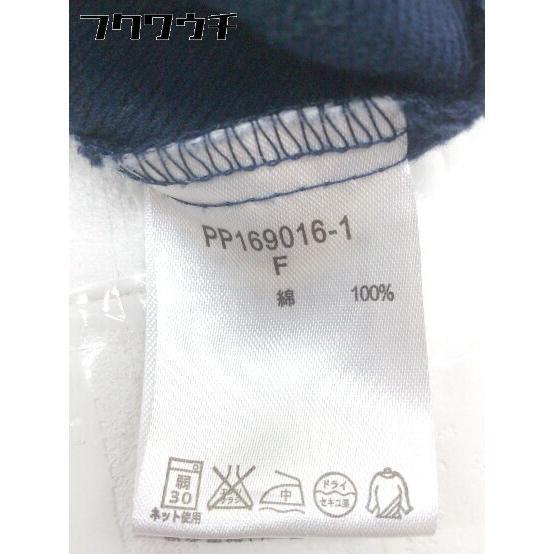 フクワウチ
PP169016-1
F
綿 100%
弱
30
ネット使用
中
ドライ
セキユ系